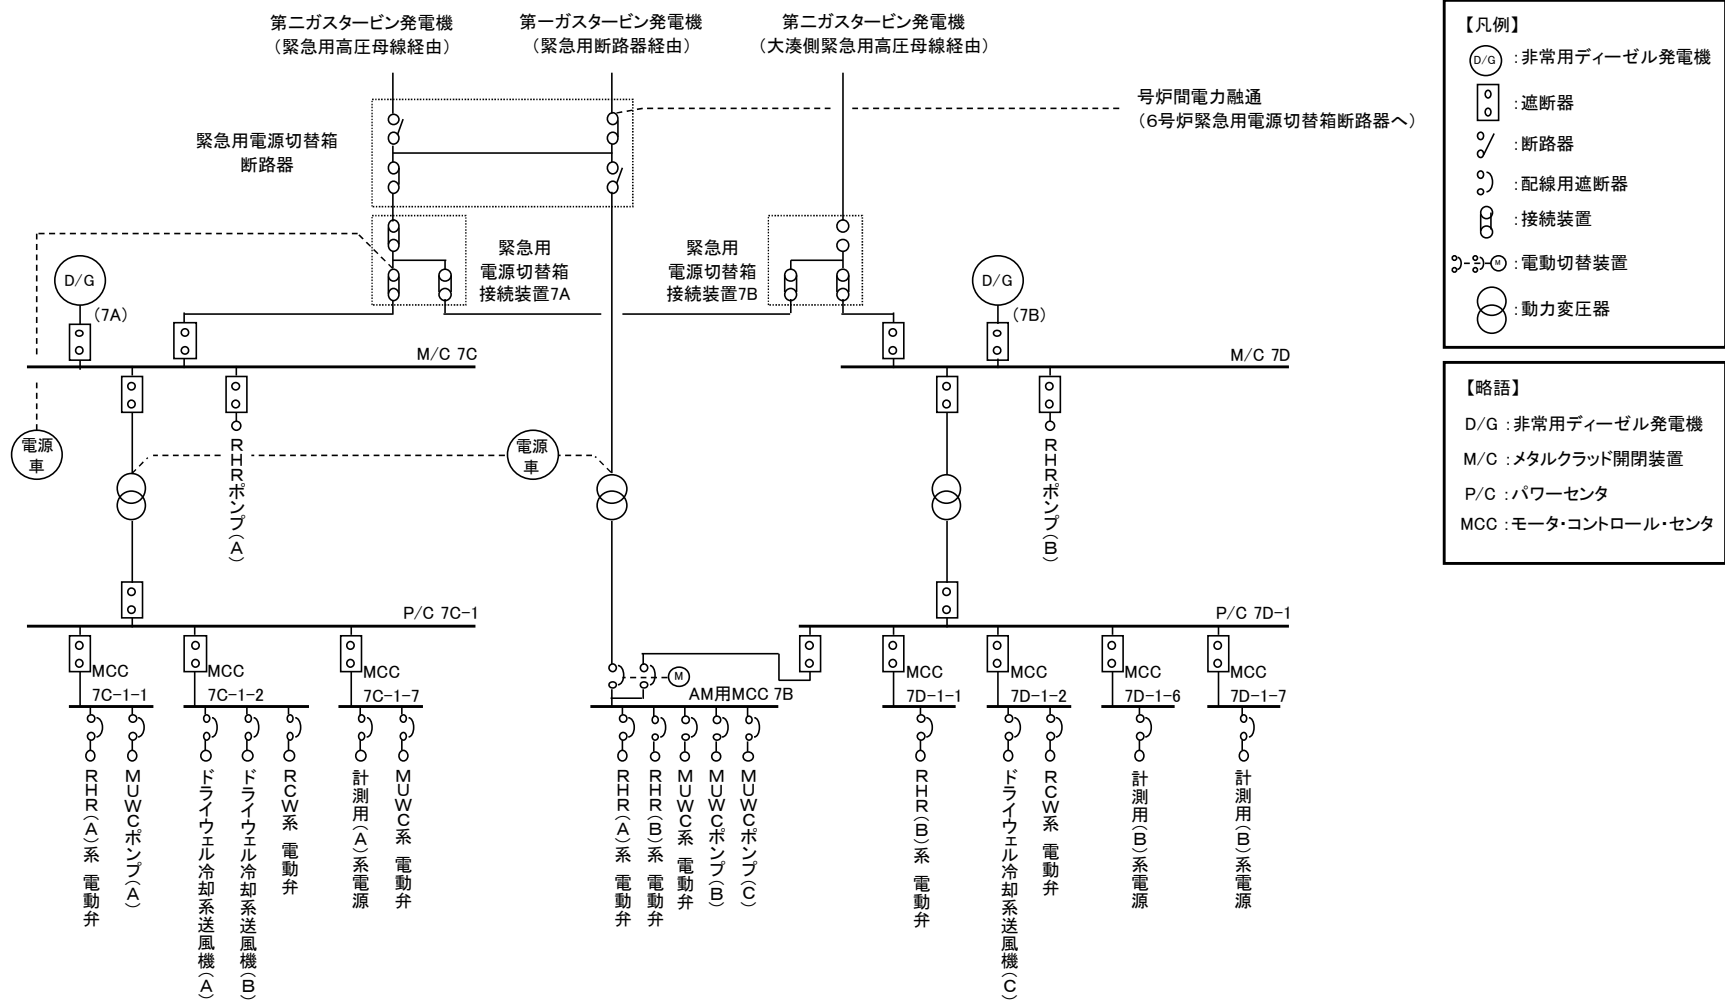 第二ガスタービン発電機
（緊急用高圧母線経由）
第一ガスタービン発電機
（緊急用断路器経由）
第二ガスタービン発電機
（大湊側緊急用高圧母線経由）
号炉間電力融通
（6号炉緊急用電源切替箱断路器へ）
緊急用電源切替箱
断路器
緊急用
電源切替箱
接続装置7A
緊急用
電源切替箱
接続装置7B
D/G
（7A）
D/G
（7B）
M/C 7C
M/C 7D
電源
車
電源
車
RHRポンプ（A）
RHRポンプ（B）
P/C 7C-1
P/C 7D-1
MCC
7C-1-1
MCC
7C-1-2
MCC
7C-1-7
M
AM用MCC 7B
MCC
7D-1-1
MCC
7D-1-2
MCC
7D-1-6
MCC
7D-1-7
RHR（A）系 電動弁
MUWCポンプ（A）
ドライウェル冷却系送風機（A）
ドライウェル冷却系送風機（B）
RCW系 電動弁
計測用（A）系電源
MUWC系 電動弁
RHR（A）系 電動弁
RHR（B）系 電動弁
MUWC系 電動弁
MUWCポンプ（B）
MUWCポンプ（C）
RHR（B）系 電動弁
ドライウェル冷却系送風機（C）
RCW系 電動弁
計測用（B）系電源
計測用（B）系電源
【凡例】
D/G ：非常用ディーゼル発電機
：遮断器
：断路器
：配線用遮断器
：接続装置
M ：電動切替装置
：動力変圧器
【略語】
D/G ：非常用ディーゼル発電機
M/C ：メタルクラッド開閉装置
P/C ：パワーセンタ
MCC ：モータ・コントロール・センタ